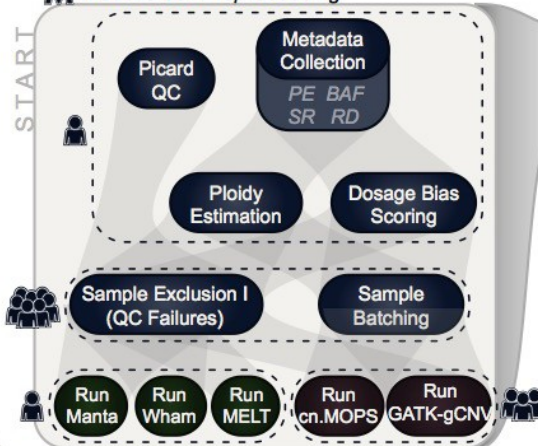 START
Picard
QC
Metadata
Collection
PE BAF
SR RD
Ploidy
Estimation
Dosage Bias
Scoring
Sample Exclusion I
(QC Failures)
Sample
Batching
Run
Manta
Run
Wham
Run
MELT
Run
cn.MOPS
Run
GATK-gCNV